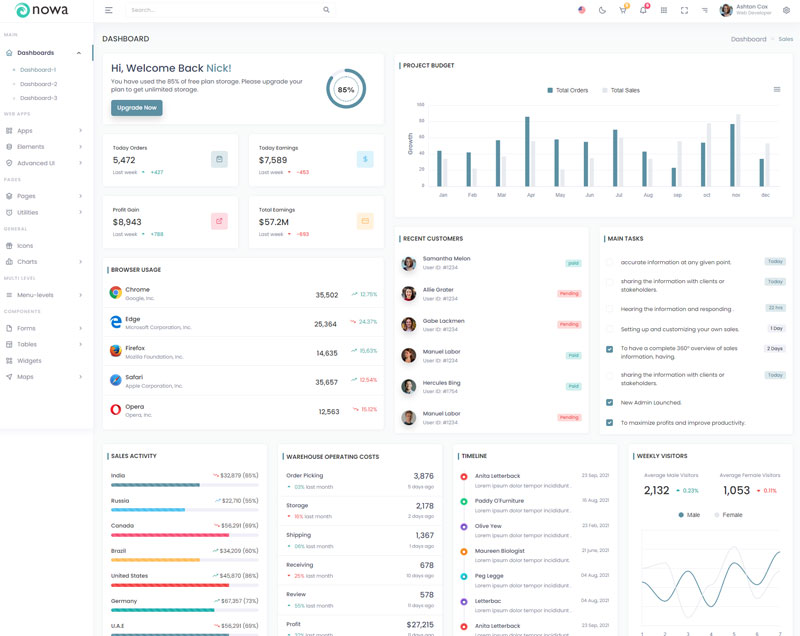 nowa
Search...
5
Ashton Cox
Web Developer
MAIN
Dashboards
Dashboard-1
Dashboard-2
Dashboard-3
WEB APPS
Apps
Elements
Advanced UI
PAGES
Pages
Utilities
GENERAL
Icons
Charts
MULTI LEVEL
Menu-levels
COMPONENTS
Forms
Tables
Widgets
Maps
DASHBOARD
Dashboard
Sales
Hi, Welcome Back Nick!
You have used the 85% of free plan storage. Please upgrade your
plan to get unlimited storage.
Upgrade Now
85%
Today Orders
5,472
Last week +427
Today Earnings
$7,589
Last week -453
Profit Gain
$8,943
Last week +788
Total Earnings
$57.2M
Last week -693
BROWSER USAGE
Chrome
Google, Inc.
35,502
12.75%
Edge
Microsoft Corporation, Inc.
25,364
24.37%
Firefox
Mozilla Foundation, Inc.
14,635
15,63%
Safari
Apple Corporation, Inc.
35,657
12.54%
Opera
Opera, Inc.
12,563
15.12%
PROJECT BUDGET
Total Orders
Total Sales
Growth
100
80
60
40
20
0
Jan Feb Mar Apr May Jun Jul Aug sep oct nov dec
RECENT CUSTOMERS
Samantha Melon
User ID: #1234
paid
Allie Grater
User ID: #1234
Pending
Gabe Lackmen
User ID: #1234
Pending
Manuel Labor
User ID: #1234
Paid
Hercules Bing
User ID: #1754
Paid
Manuel Labor
User ID: #1234
Pending
MAIN TASKS
accurate information at any given point.
Today
sharing the information with clients or
stakeholders.
Today
Hearing the information and responding .
22 hrs
Setting up and customizing your own sales.
1 Day
To have a complete 360° overview of sales
information, having.
2 Days
sharing the information with clients or
stakeholders.
Today
New Admin Launched.
To maximize profits and improve productivity.
SALES ACTIVITY
India
$32,879 (65%)
Russia
$22,710 (55%)
Canada
$56,291 (69%)
Brazil
$34,209 (60%)
United States
$45,870 (86%)
Germany
$67,357 (73%)
U.A.E
$56,291 (69%)
WAREHOUSE OPERATING COSTS
Order Picking
3,876
03% last month
5 days ago
Storage
2,178
16% last month
2 days ago
Shipping
1,367
06% last month
1 days ago
Receiving
678
25% last month
10 days ago
Review
578
55% last month
11 days ago
Profit
$27,215
last month
TIMELINE
Anita Letterback
23 Sep, 2021
Lorem ipsum dolor tempor incididunt .
Paddy O'Furniture
16 Aug, 2021
Lorem ipsum dolor tempor incididunt .
Olive Yew
23 Feb, 2021
Lorem ipsum dolor tempor incididunt .
Maureen Biologist
21 june, 2021
Lorem ipsum dolor tempor incididunt .
Peg Legge
04 Aug, 2021
Lorem ipsum dolor tempor incididunt .
Letterbac
04 Aug, 2021
Lorem ipsum dolor tempor incididunt .
Anita Letterback
23 Sep, 2021
WEEKLY VISITORS
Average Male Visitors
2,132
0.23%
Average Female Visitors
1,053
0.11%
Male
Female
1 2 3 4 5 6 7